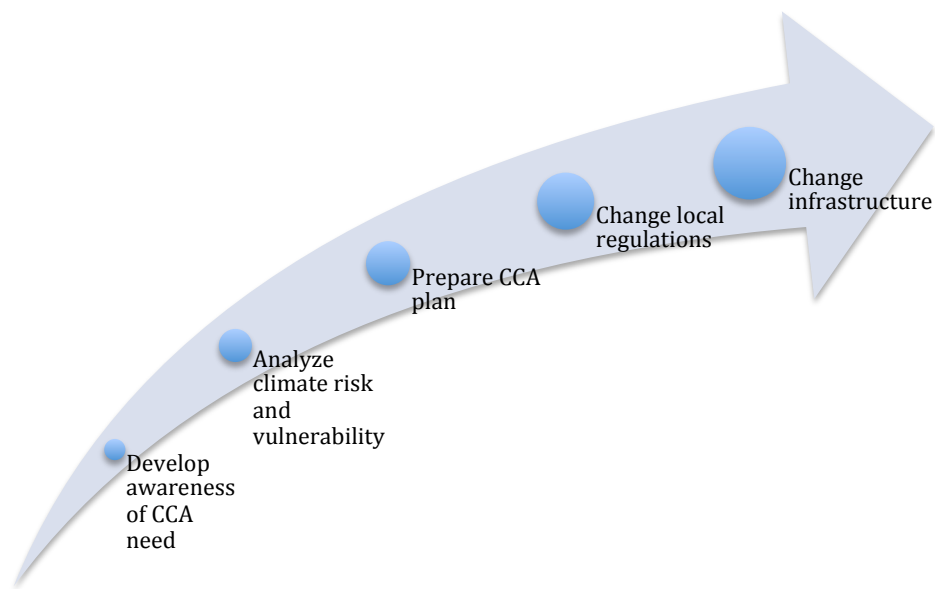 Develop
awareness
of CCA
need
Analyze
climate risk
and
vulnerability
Prepare CCA
plan
Change local
regulations
Change
infrastructure